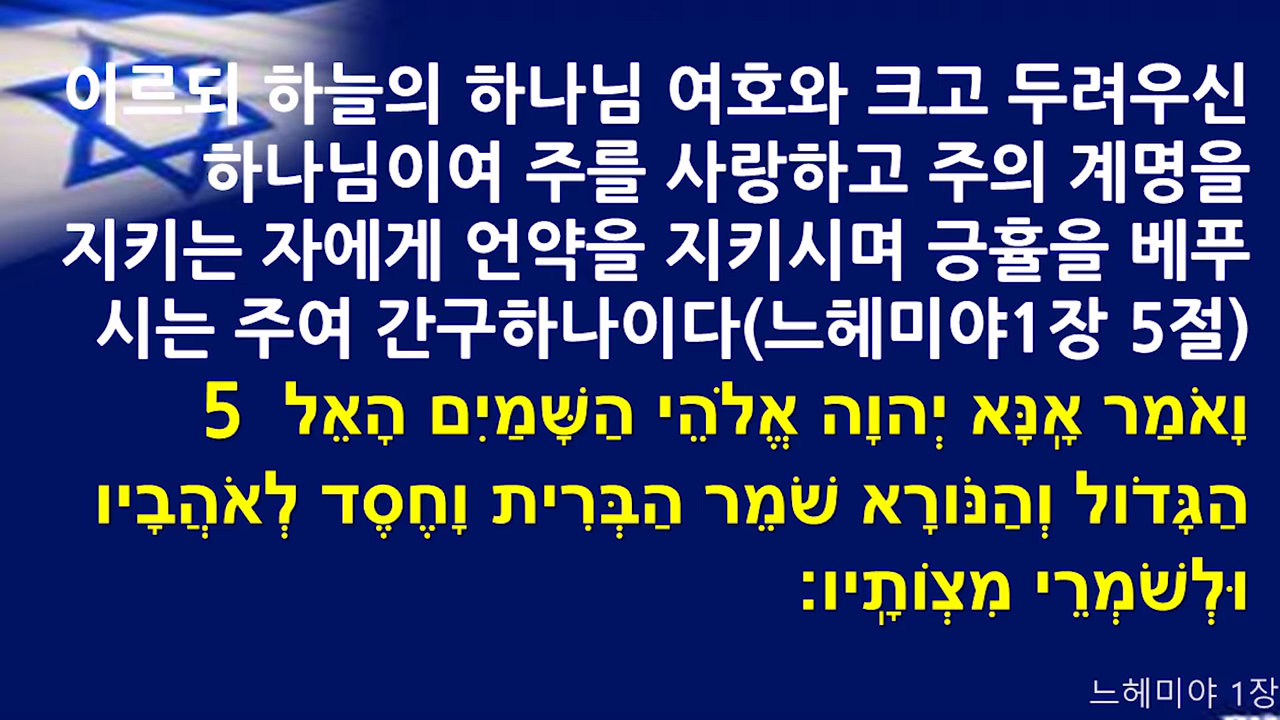 이르되 하늘의 하나님 여호와 크고 두려우신
하나님이여 주를 사랑하고 주의 계명을
지키는 자에게 언약을 지키시며 긍휼을 베푸
시는 주여 간구하나이다(느헤미야1장 5절)
וָאֹמַר אָֽנָּא יְהוָה אֱלֹהֵי הַשָּׁמַיִם הָאֵל  5
הַגָּדֹול וְהַנֹּורָא שֹׁמֵר הַבְּרִית וָחֶסֶד לְאֹהֲבָיו
וּלְשֹׁמְרֵי מִצְוֹתָֽיו׃
느헤미야 1장